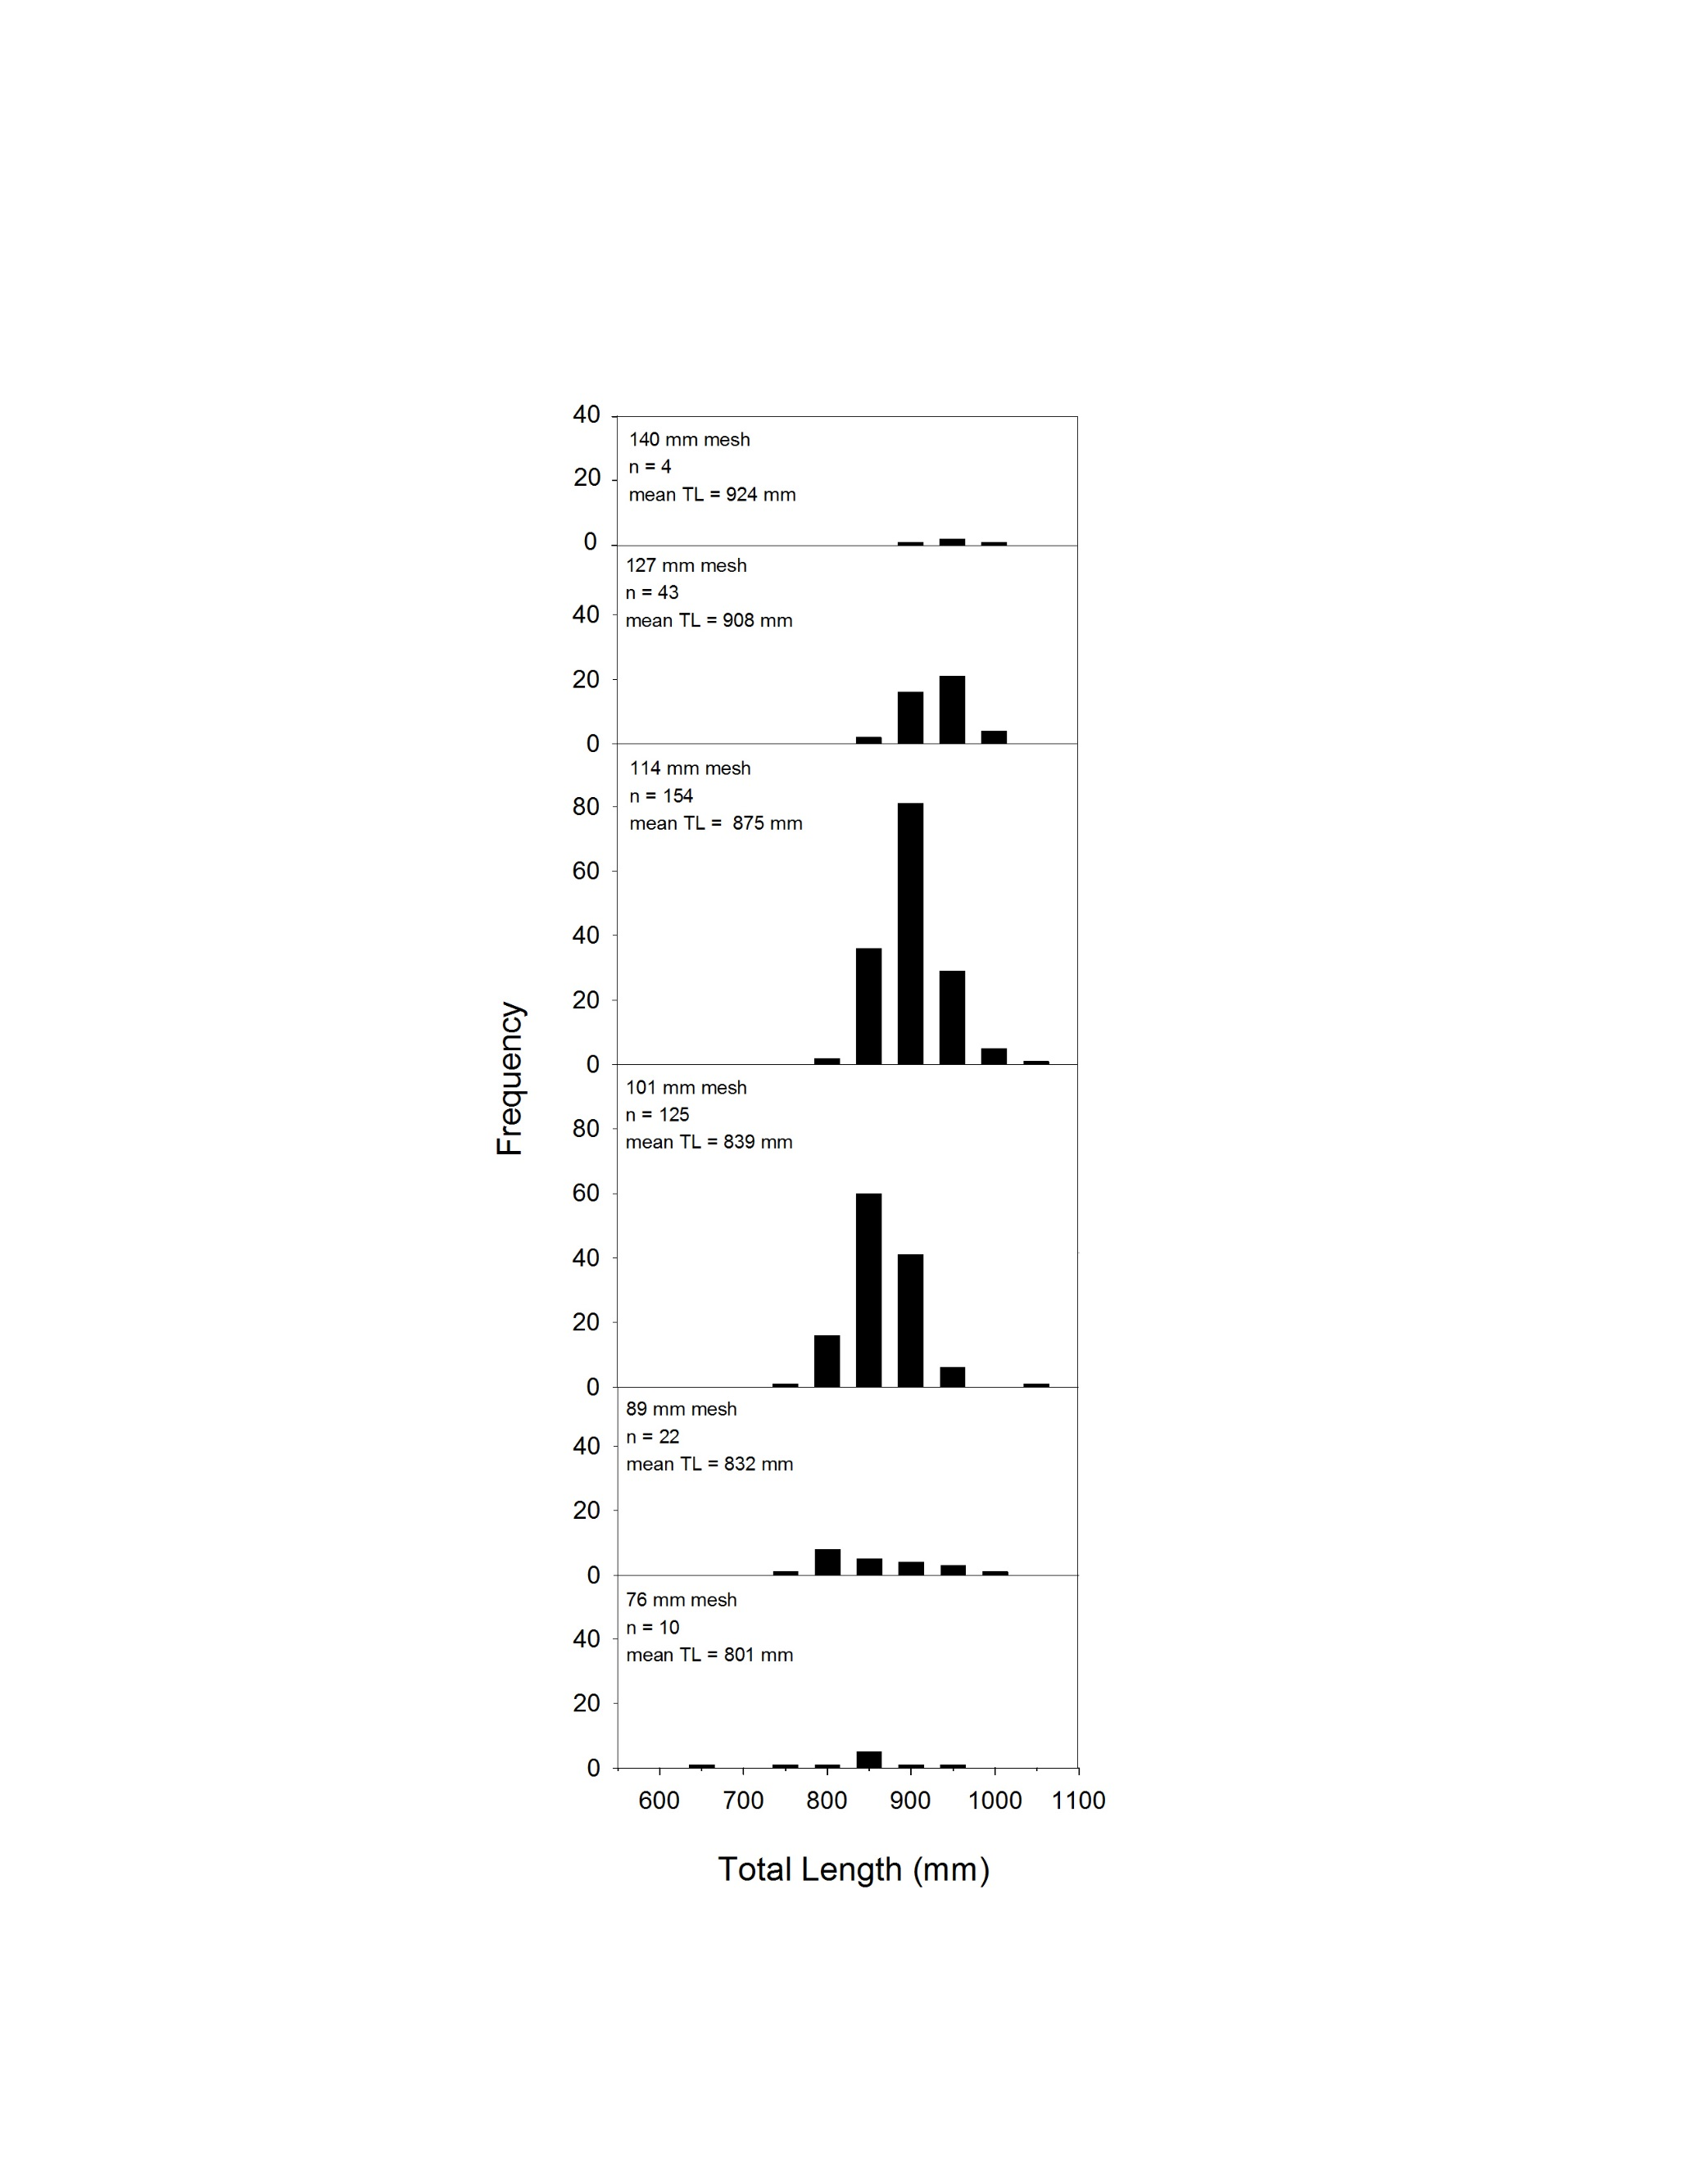 40
140 mm mesh
n = 4
20
mean TL = 924 mm
0
127 mm mesh
n = 43
40
mean TL = 908 mm
20
0
114 mm mesh
n = 154
80
mean TL =  875 mm
60
40
20
0
Frequency
101 mm mesh
n = 125
80
mean TL = 839 mm
60
40
20
0
89 mm mesh
n = 22
40
mean TL = 832 mm
20
0
76 mm mesh
n = 10
40
mean TL = 801 mm
20
0
600 700 800 900 1000 1100
Total Length (mm)